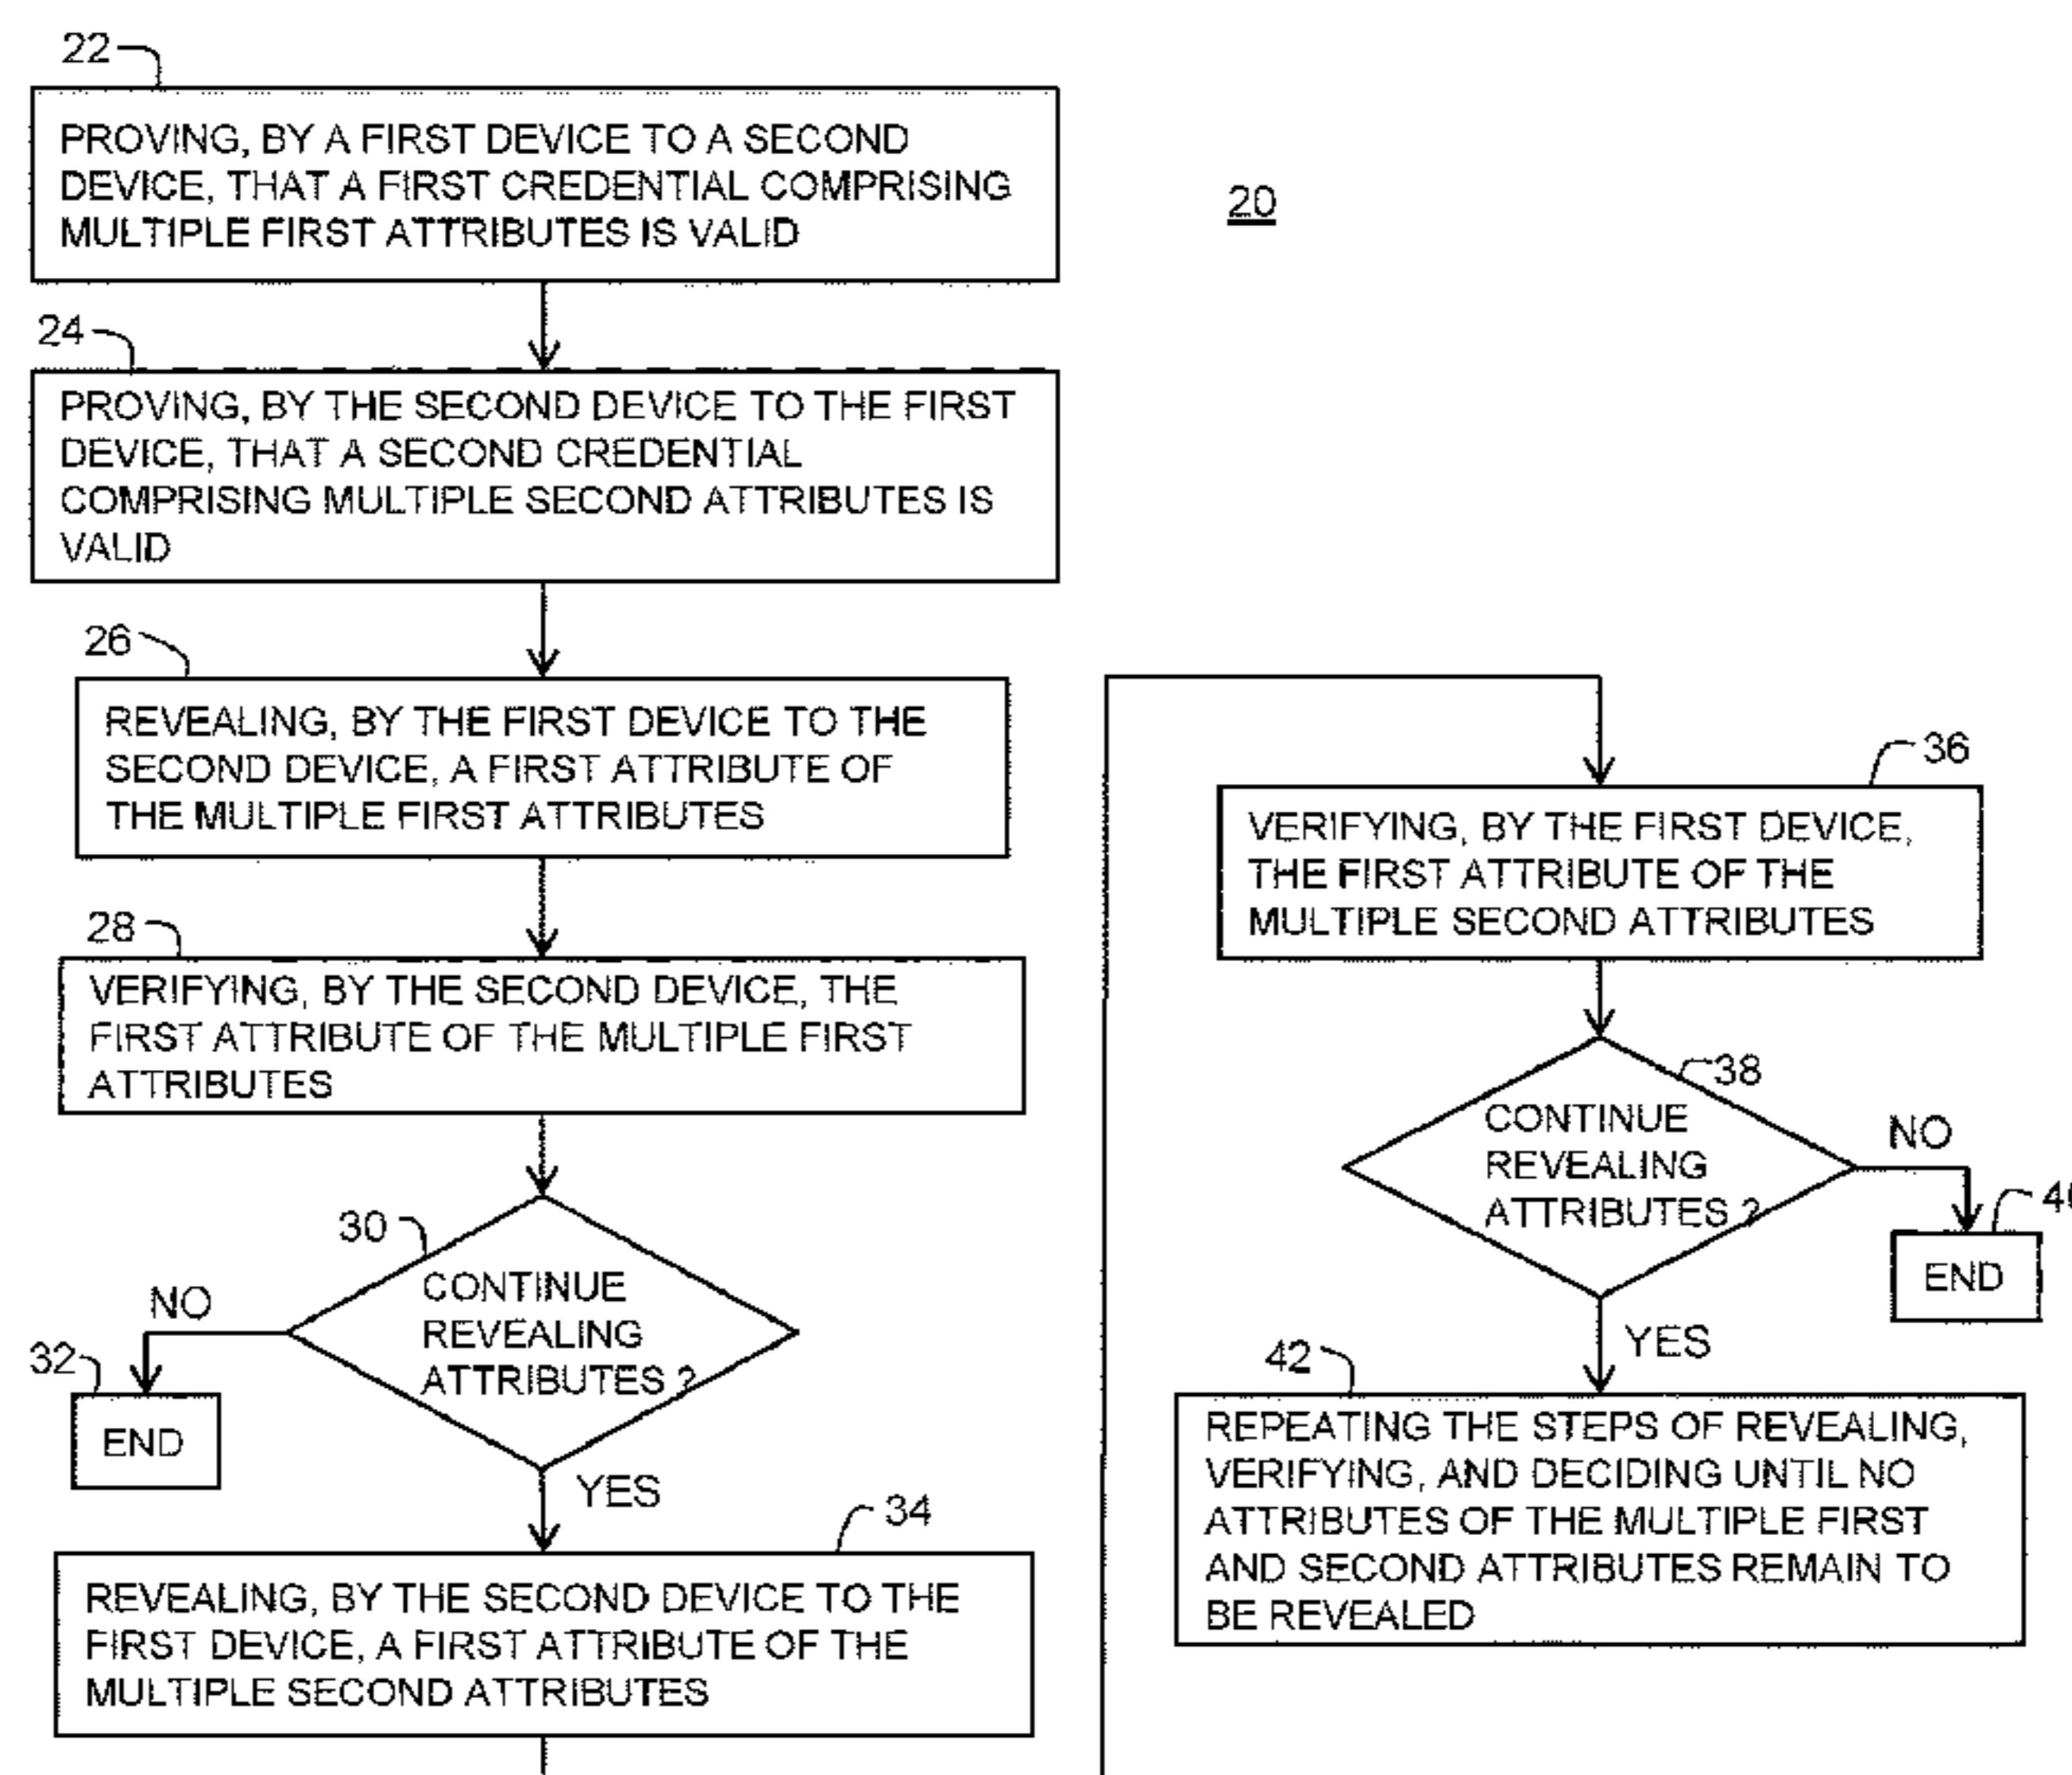 22
PROVING, BY A FIRST DEVICE TO A SECOND
DEVICE, THAT A FIRST CREDENTIAL COMPRISING
MULTIPLE FIRST ATTRIBUTES IS VALID
20
24
PROVING, BY THE SECOND DEVICE TO THE FIRST
DEVICE, THAT A SECOND CREDENTIAL
COMPRISING MULTIPLE SECOND ATTRIBUTES IS
VALID
26
REVEALING, BY THE FIRST DEVICE TO THE
SECOND DEVICE, A FIRST ATTRIBUTE OF
THE MULTIPLE FIRST ATTRIBUTES
28
VERIFYING, BY THE SECOND DEVICE, THE
FIRST ATTRIBUTE OF THE MULTIPLE FIRST
ATTRIBUTES
30
CONTINUE
REVEALING
ATTRIBUTES ?
NO
32
END
YES
34
REVEALING, BY THE SECOND DEVICE TO THE
FIRST DEVICE, A FIRST ATTRIBUTE OF THE
MULTIPLE SECOND ATTRIBUTES
36
VERIFYING, BY THE FIRST DEVICE,
THE FIRST ATTRIBUTE OF THE
MULTIPLE SECOND ATTRIBUTES
38
CONTINUE
REVEALING
ATTRIBUTES ?
NO
END
YES
42
REPEATING THE STEPS OF REVEALING,
VERIFYING, AND DECIDING UNTIL NO
ATTRIBUTES OF THE MULTIPLE FIRST
AND SECOND ATTRIBUTES REMAIN TO
BE REVEALED